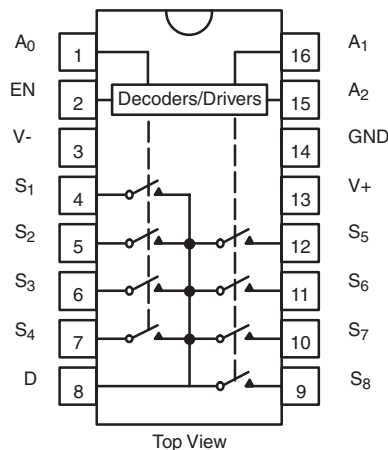 A₀ 1 16 A₁
EN 2 Decoders/Drivers 15 A₂
V- 3 14 GND
S₁ 4 13 V+
S₂ 5 12 S₅
S₃ 6 11 S₆
S₄ 7 10 S₇
D 8 9 S₈
Top View